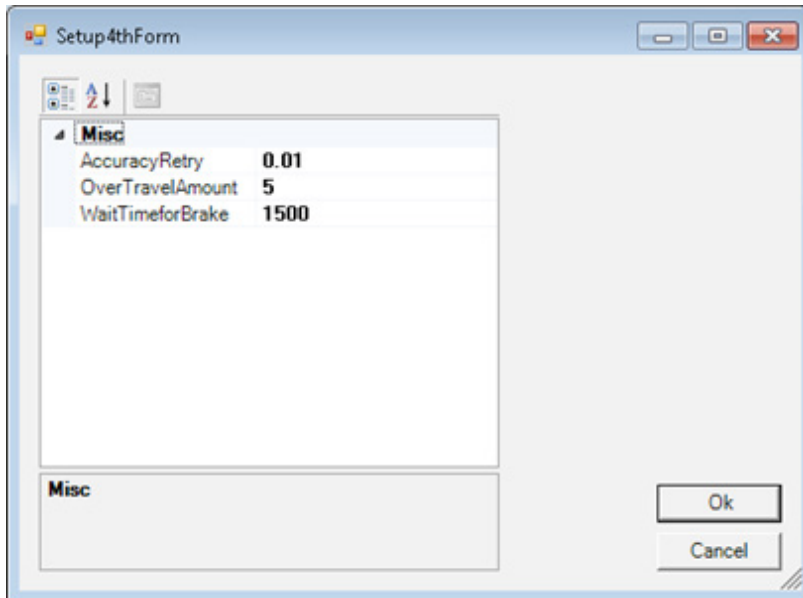 Setup4thForm
A
Z
Misc
AccuracyRetry 0.01
OverTravelAmount 5
WaitTimeforBrake 1500
Misc
Ok
Cancel